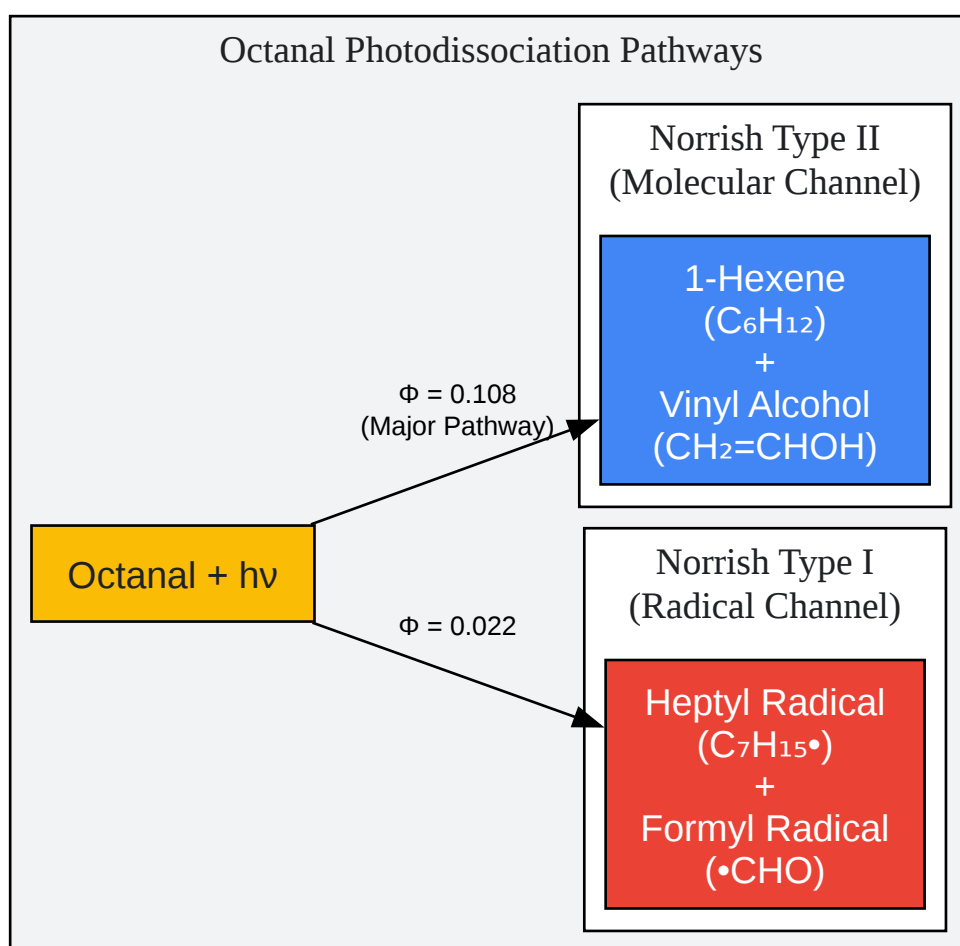 Octanal Photodissociation Pathways
Norrish Type II
(Molecular Channel)
1-Hexene
(C₆H₁₂)
+
Vinyl Alcohol
(CH₂=CHOH)
Φ = 0.108
(Major Pathway)
Octanal + hν
Φ = 0.022
Norrish Type I
(Radical Channel)
Heptyl Radical
(C₇H₁₅•)
+
Formyl Radical
(•CHO)